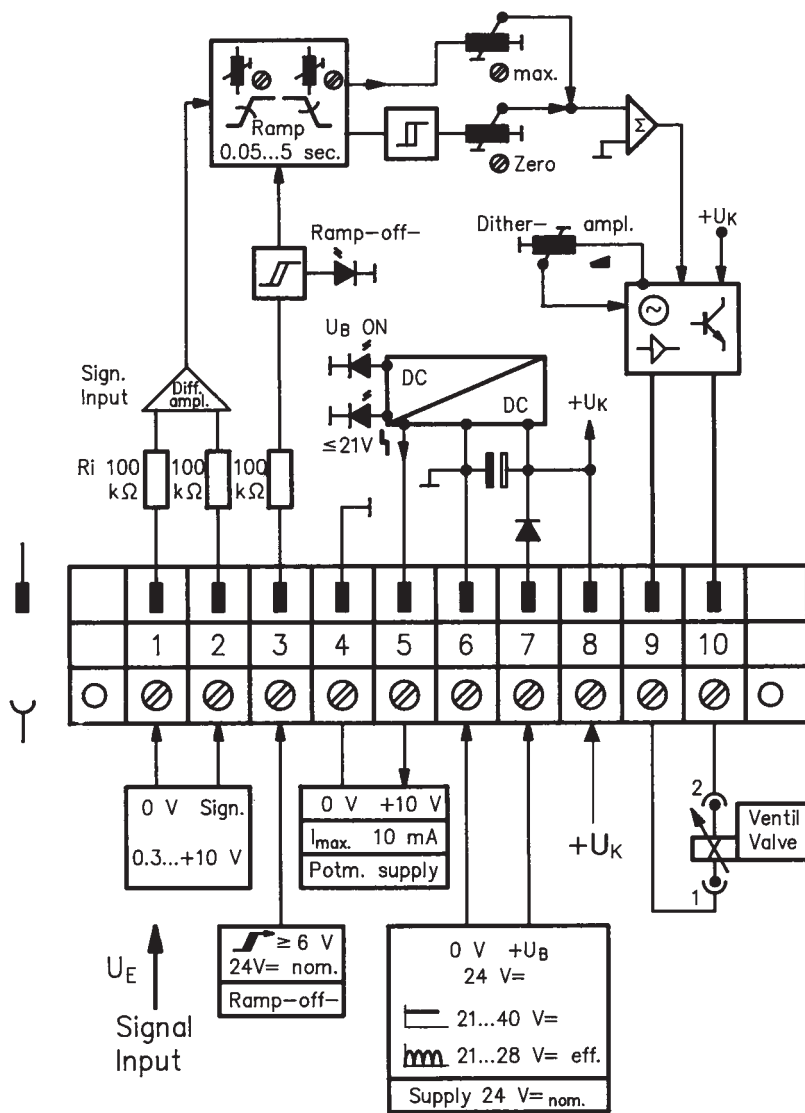 max.
Ramp
0.05...5 sec.
Zero
Σ
Ramp-off-
Dither- ampl.
+UK
UB ON
DC
DC
+UK
≤21V
Sign.
Input
Diff.
ampl.
Ri 100 100 100
kΩ kΩ kΩ
1 2 3 4 5 6 7 8 9 10
0 V Sign.
0.3...+10 V
0 V +10 V
Imax. 10 mA
Potm. supply
+UK
2
Ventil
Valve
1
UE
Signal
Input
≥ 6 V
24V= nom.
Ramp-off-
0 V +UB
24 V=
21...40 V=
21...28 V= eff.
Supply 24 V=nom.